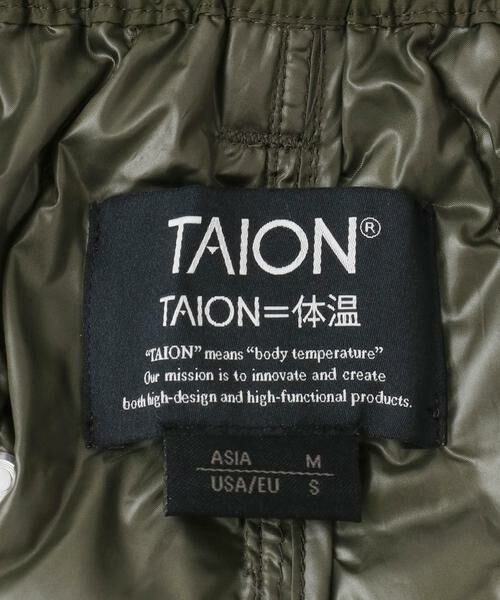 TAION®
TAION=体温
“TAION” means “body temperature”
Our mission is to innovate and create
both high-design and high-functional products.
ASIA M
USA/EU S